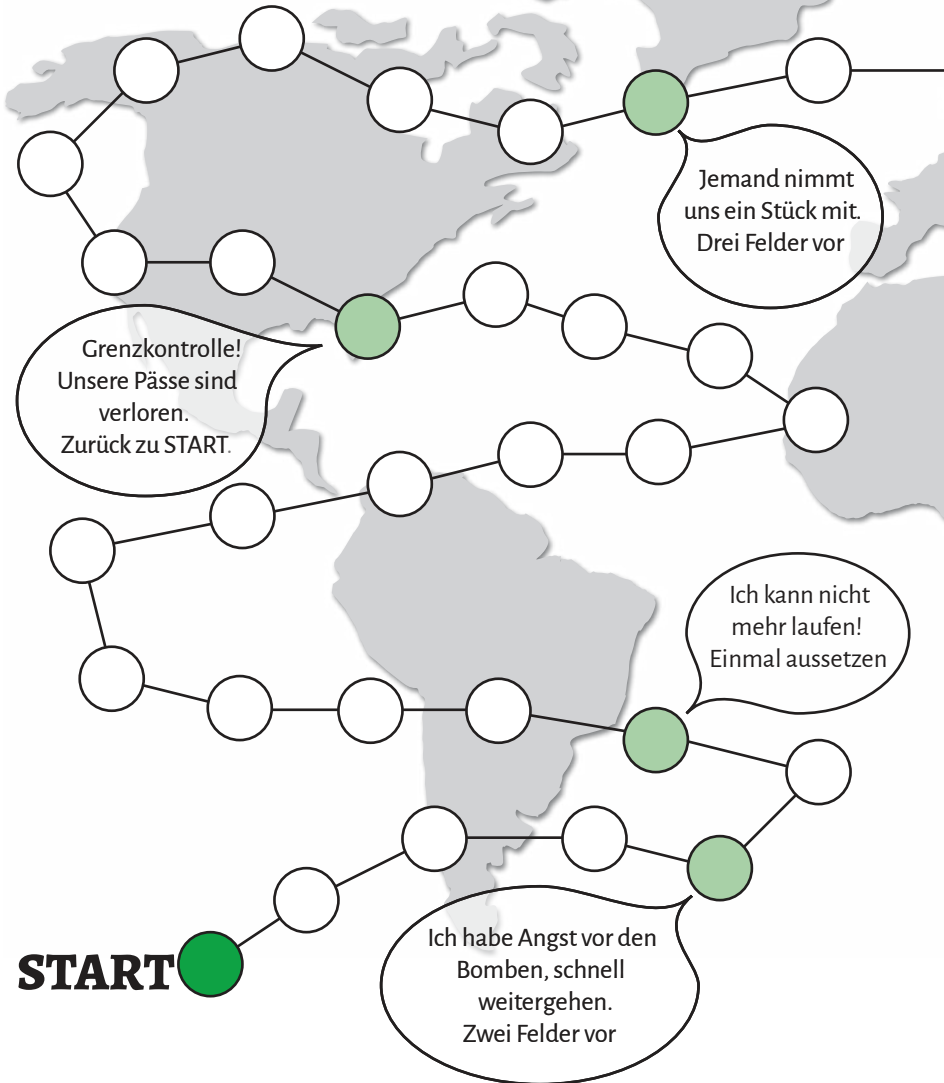 Jemand nimmt
uns ein Stück mit.
Drei Felder vor
Grenzkontrolle!
Unsere Pässe sind
verloren.
Zurück zu START.
Ich kann nicht
mehr laufen!
Einmal aussetzen
START
Ich habe Angst vor den
Bomben, schnell
weitergehen.
Zwei Felder vor